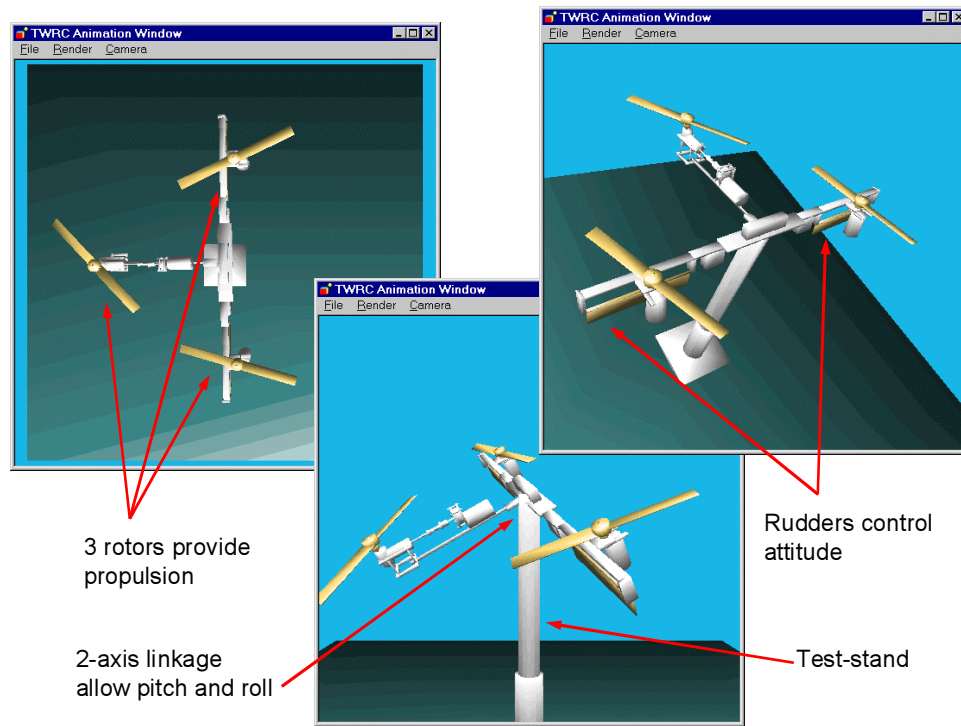 TWRC Animation Window
File Render Camera
TWRC Animation Window
File Render Camera
TWRC Animation Window
File Render Camera
3 rotors provide
propulsion
Rudders control
attitude
2-axis linkage
allow pitch and roll
Test-stand